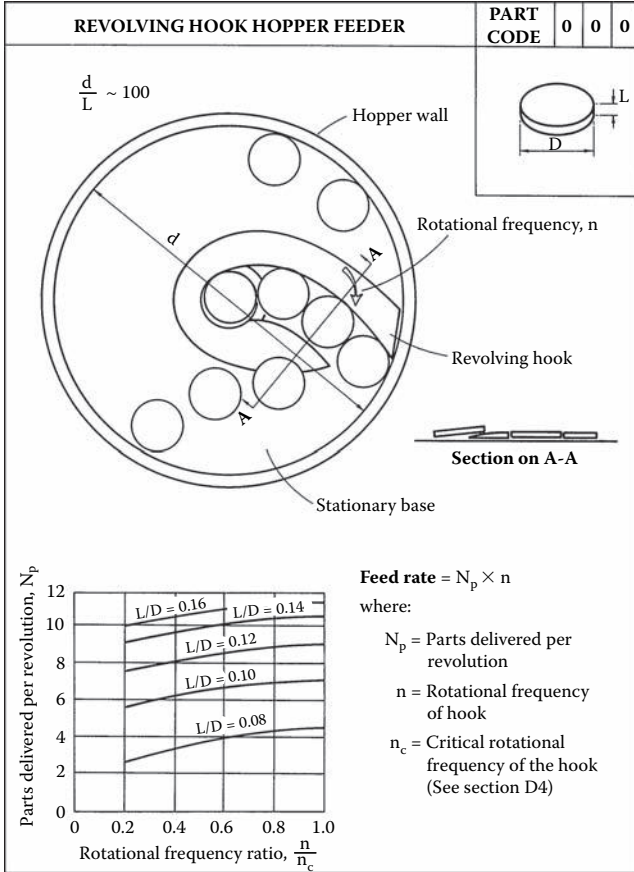 REVOLVING HOOK HOPPER FEEDER
PART
CODE
0 0 0
d/L ~ 100
Hopper wall
L
D
Rotational frequency, n
d
A
Revolving hook
A
Section on A-A
Stationary base
Parts delivered per revolution, Np
12
10
8
6
4
2
0
L/D = 0.16
L/D = 0.14
L/D = 0.12
L/D = 0.10
L/D = 0.08
0 0.2 0.4 0.6 0.8 1.0
Rotational frequency ratio, n/nc
Feed rate = Np × n
where:
Np = Parts delivered per
revolution
n = Rotational frequency
of hook
nc = Critical rotational
frequency of the hook
(See section D4)